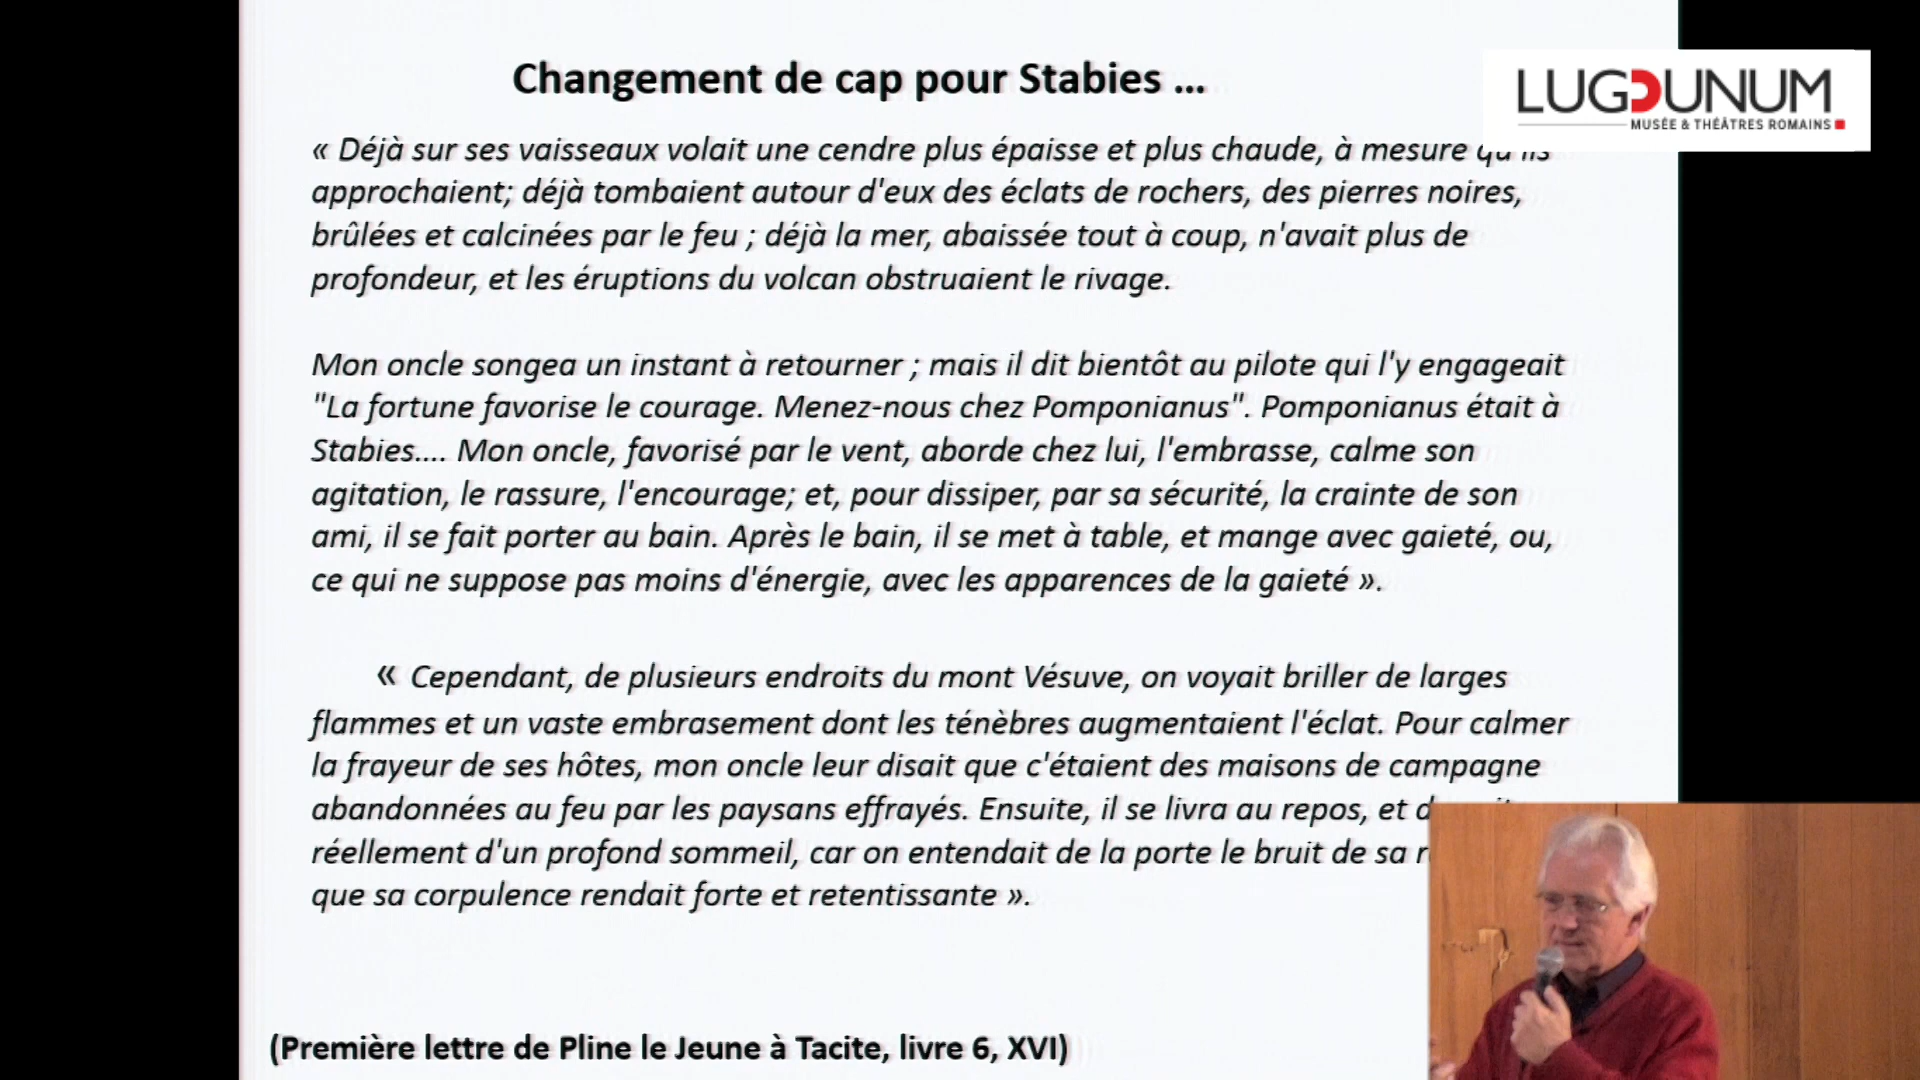 Changement de cap pour Stabies ...
LUGDUNUM
MUSÉE & THÉÂTRES ROMAINS
« Déjà sur ses vaisseaux volait une cendre plus épaisse et plus chaude, à mesure qu'ils
approchaient; déjà tombaient autour d'eux des éclats de rochers, des pierres noires,
brûlées et calcinées par le feu ; déjà la mer, abaissée tout à coup, n'avait plus de
profondeur, et les éruptions du volcan obstruaient le rivage.
Mon oncle songea un instant à retourner ; mais il dit bientôt au pilote qui l'y engageait
"La fortune favorise le courage. Menez-nous chez Pomponianus". Pomponianus était à
Stabies.... Mon oncle, favorisé par le vent, aborde chez lui, l'embrasse, calme son
agitation, le rassure, l'encourage; et, pour dissiper, par sa sécurité, la crainte de son
ami, il se fait porter au bain. Après le bain, il se met à table, et mange avec gaieté, ou,
ce qui ne suppose pas moins d'énergie, avec les apparences de la gaieté ».
« Cependant, de plusieurs endroits du mont Vésuve, on voyait briller de larges
flammes et un vaste embrasement dont les ténèbres augmentaient l'éclat. Pour calmer
la frayeur de ses hôtes, mon oncle leur disait que c'étaient des maisons de campagne
abandonnées au feu par les paysans effrayés. Ensuite, il se livra au repos, et
réellement d'un profond sommeil, car on entendait de la porte le bruit de sa
que sa corpulence rendait forte et retentissante ».
(Première lettre de Pline le Jeune à Tacite, livre 6, XVI)